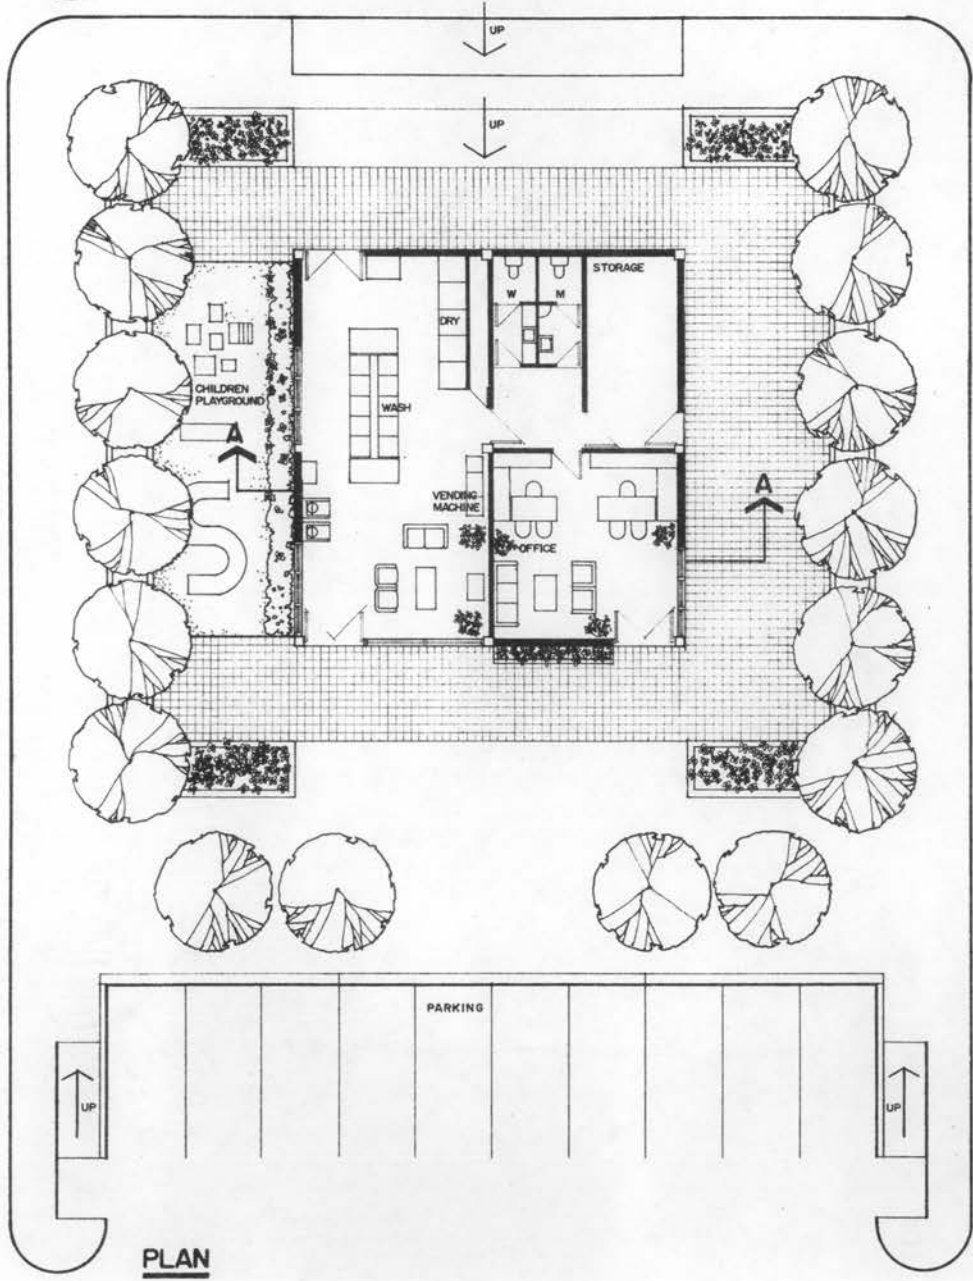 UP
UP
STORAGE
W
M
DRY
CHILDREN
PLAYGROUND
WASH
A
A
VENDING
MACHINE
OFFICE
PARKING
UP
UP
PLAN